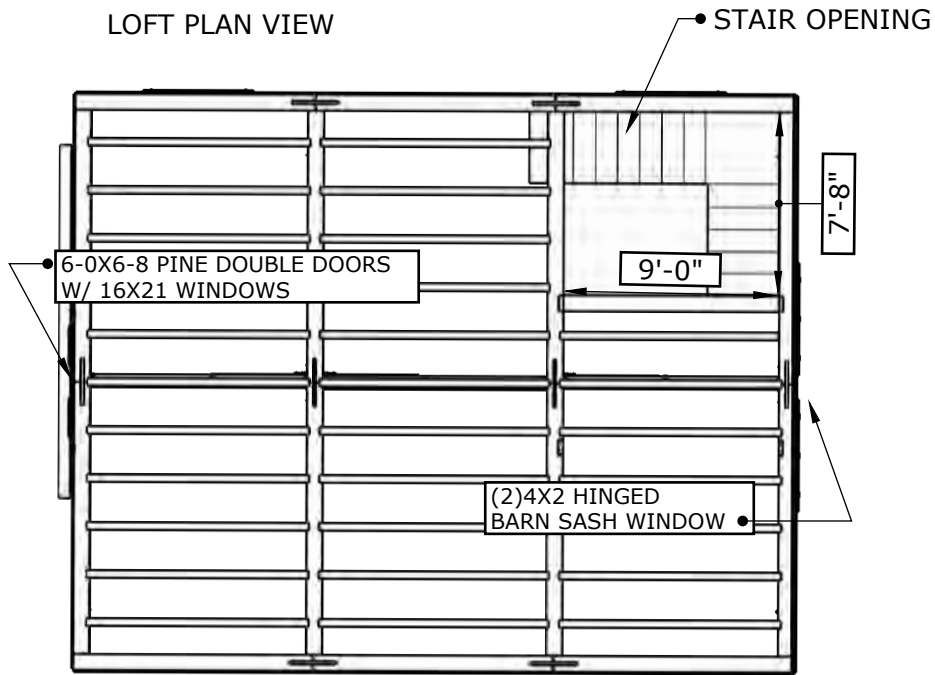 LOFT PLAN VIEW
STAIR OPENING
7'-8"
6-0X6-8 PINE DOUBLE DOORS
W/ 16X21 WINDOWS
9'-0"
(2)4X2 HINGED
BARN SASH WINDOW